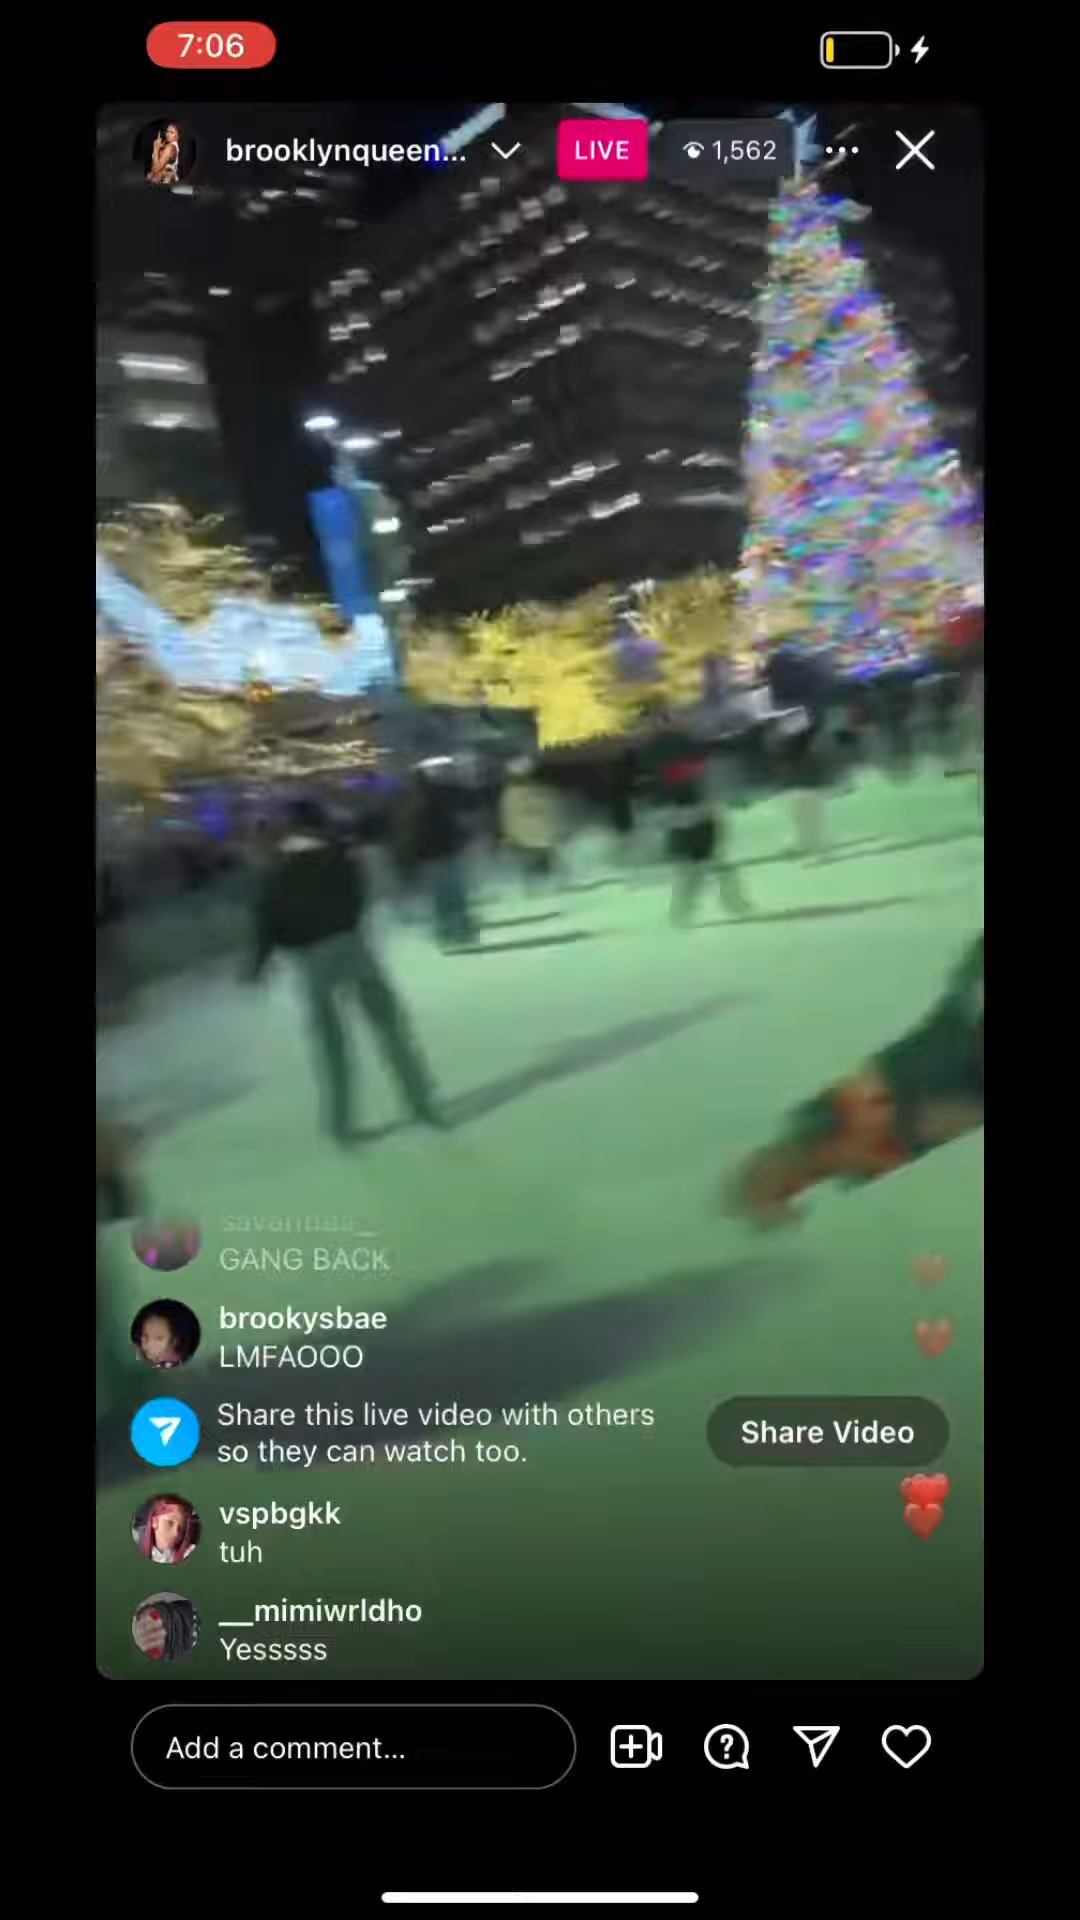 7:06
brooklynqueen...
LIVE
1,562
savannaa_
GANG BACK
brookysbae
LMFAOOO
Share this live video with others
so they can watch too.
Share Video
vspbgkk
tuh
__mimiwrldho
Yesssss
Add a comment...